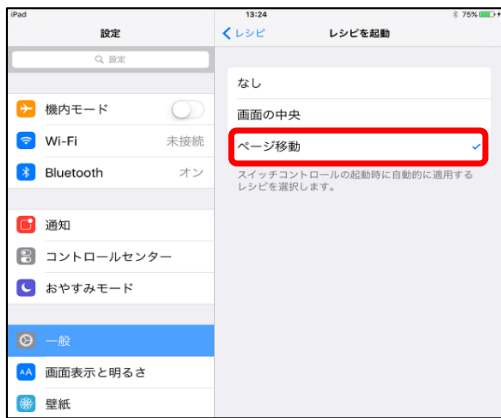 iPad 13:24 75%
設定
設定
機内モード
Wi-Fi 未接続
Bluetooth オン
通知
コントロールセンター
おやすみモード
一般
AA 画面表示と明るさ
壁紙
レシピ レシピを起動
なし
画面の中央
ページ移動
スイッチコントロールの起動時に自動的に適用する
レシピを選択します。